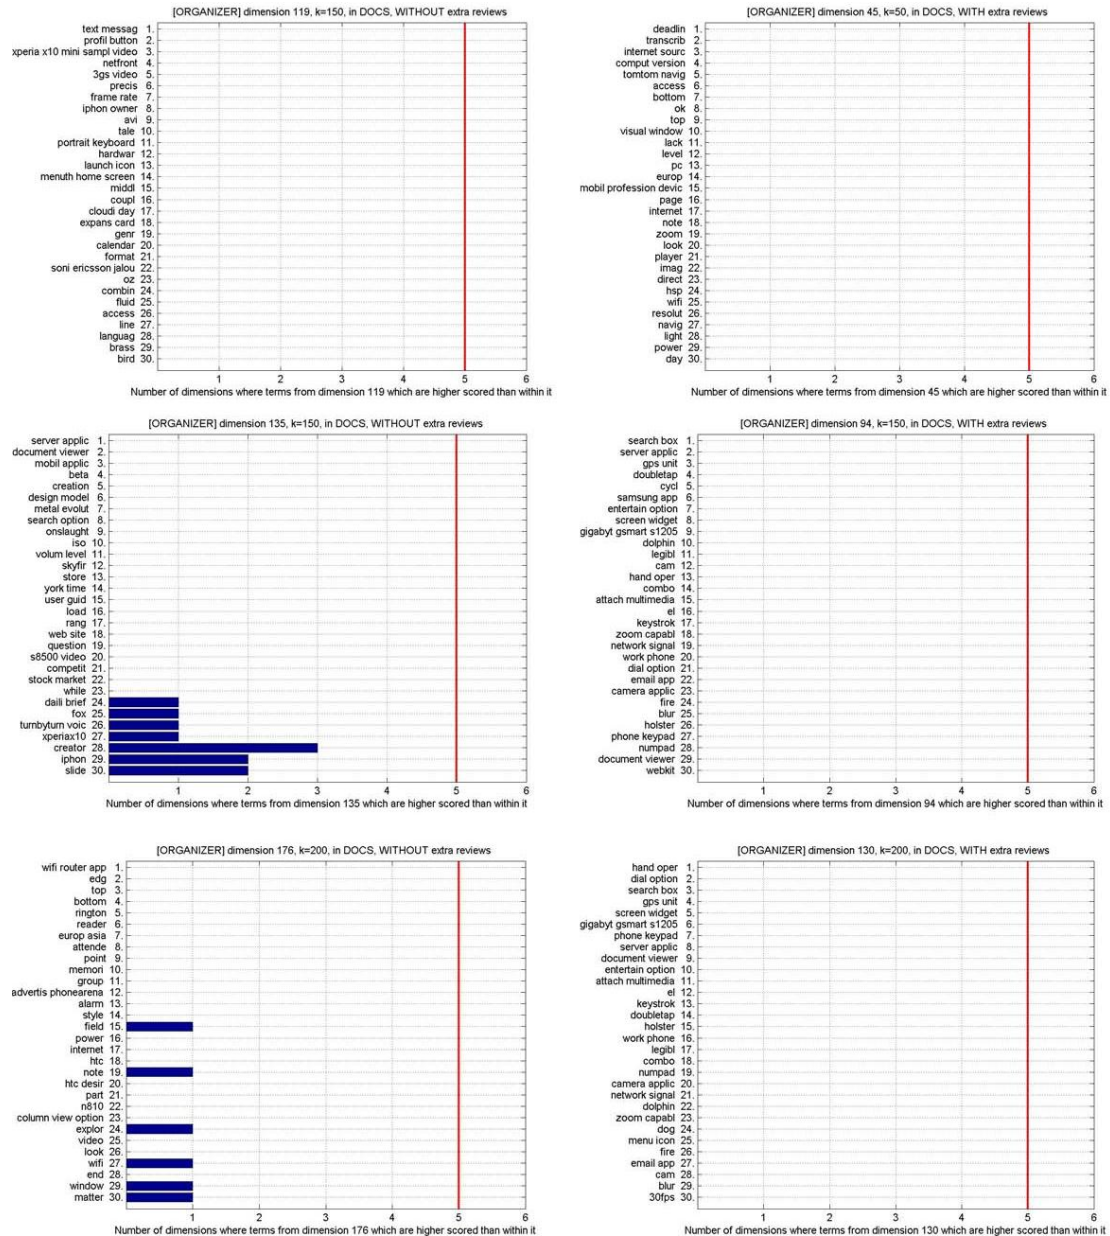 [ORGANIZER] dimension 119, k=150, in DOCS, WITHOUT extra reviews
text messag 1.
profil button 2.
xperia x10 mini sampl video 3.
netfront 4.
3gs video 5.
precis 6.
frame rate 7.
iphon owner 8.
avi 9.
tale 10.
portrait keyboard 11.
hardwar 12.
launch icon 13.
menuth home screen 14.
middl 15.
coupl 16.
cloudi day 17.
expans card 18.
genr 19.
calendar 20.
format 21.
soni ericsson jalou 22.
oz 23.
combin 24.
fluid 25.
access 26.
line 27.
languag 28.
brass 29.
bird 30.
1 2 3 4 5 6
Number of dimensions where terms from dimension 119 which are higher scored than within it
[ORGANIZER] dimension 45, k=50, in DOCS, WITH extra reviews
deadlin 1.
transcrib 2.
internet sourc 3.
comput version 4.
tomtom navig 5.
access 6.
bottom 7.
ok 8.
top 9.
visual window 10.
lack 11.
level 12.
pc 13.
europ 14.
mobil profession devic 15.
page 16.
internet 17.
note 18.
zoom 19.
look 20.
player 21.
imag 22.
direct 23.
hsp 24.
wifi 25.
resolut 26.
navig 27.
light 28.
power 29.
day 30.
1 2 3 4 5 6
Number of dimensions where terms from dimension 45 which are higher scored than within it
[ORGANIZER] dimension 135, k=150, in DOCS, WITHOUT extra reviews
server applic 1.
document viewer 2.
mobil applic 3.
beta 4.
creation 5.
design model 6.
metal evolut 7.
search option 8.
onslaught 9.
iso 10.
volum level 11.
skyfir 12.
store 13.
york time 14.
user guid 15.
load 16.
rang 17.
web site 18.
question 19.
s8500 video 20.
competit 21.
stock market 22.
while 23.
daili brief 24.
fox 25.
turnbyturn voic 26.
xperiax10 27.
creator 28.
iphon 29.
slide 30.
1 2 3 4 5 6
Number of dimensions where terms from dimension 135 which are higher scored than within it
[ORGANIZER] dimension 94, k=150, in DOCS, WITH extra reviews
search box 1.
server applic 2.
gps unit 3.
doubletap 4.
cycl 5.
samsung app 6.
entertain option 7.
screen widget 8.
gigabyt gsmart s1205 9.
dolphin 10.
legibl 11.
cam 12.
hand oper 13.
combo 14.
attach multimedia 15.
el 16.
keystrok 17.
zoom capabl 18.
network signal 19.
work phone 20.
dial option 21.
email app 22.
camera applic 23.
fire 24.
blur 25.
holster 26.
phone keypad 27.
numpad 28.
document viewer 29.
webkit 30.
1 2 3 4 5 6
Number of dimensions where terms from dimension 94 which are higher scored than within it
[ORGANIZER] dimension 176, k=200, in DOCS, WITHOUT extra reviews
wifi router app 1.
edg 2.
top 3.
bottom 4.
rington 5.
reader 6.
europ asia 7.
attende 8.
point 9.
memori 10.
group 11.
advertis phonearena 12.
alarm 13.
style 14.
field 15.
power 16.
internet 17.
htc 18.
note 19.
htc desir 20.
part 21.
n810 22.
column view option 23.
explor 24.
video 25.
look 26.
wifi 27.
end 28.
window 29.
matter 30.
1 2 3 4 5 6
Number of dimensions where terms from dimension 176 which are higher scored than within it
[ORGANIZER] dimension 130, k=200, in DOCS, WITH extra reviews
hand oper 1.
dial option 2.
search box 3.
gps unit 4.
screen widget 5.
gigabyt gsmart s1205 6.
phone keypad 7.
server applic 8.
document viewer 9.
entertain option 10.
attach multimedia 11.
el 12.
keystrok 13.
doubletap 14.
holster 15.
work phone 16.
legibl 17.
combo 18.
numpad 19.
camera applic 20.
network signal 21.
dolphin 22.
zoom capabl 23.
dog 24.
menu icon 25.
fire 26.
email app 27.
cam 28.
blur 29.
30fps 30.
1 2 3 4 5 6
Number of dimensions where terms from dimension 130 which are higher scored than within it